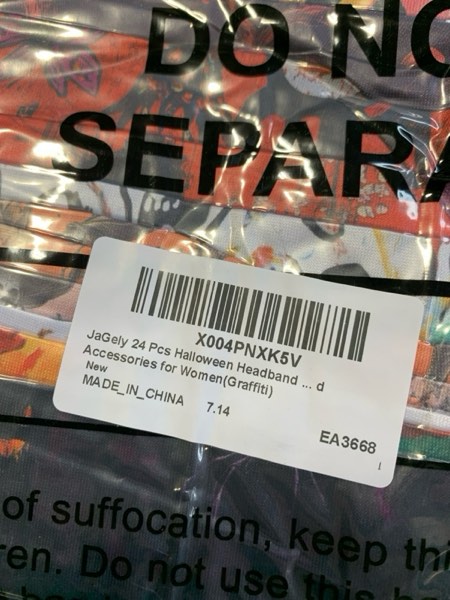 DO NO
SEPARA
X004PNXK5V
JaGely 24 Pcs Halloween Headband ... d
Accessories for Women(Graffiti)
New
MADE_IN_CHINA 7.14
EA3668
of suffocation, keep thi
ren. Do not use this